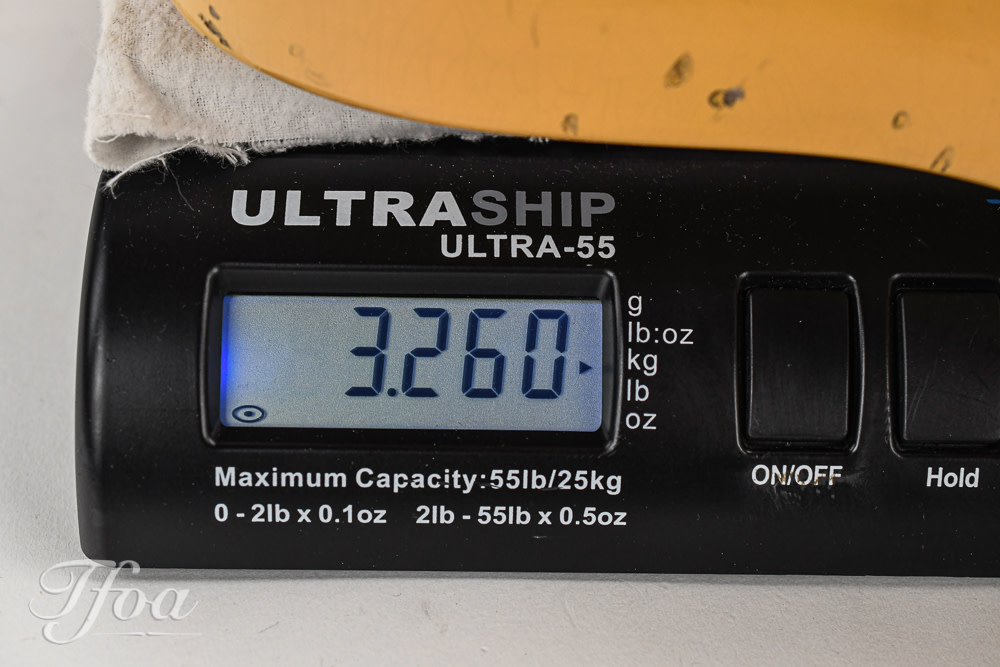 ULTRASHIP
ULTRA-55
3.260
g
lb:oz
kg
lb
oz
ON/OFF
Hold
Maximum Capacity:55lb/25kg
0 - 2lb x 0.1oz 2lb - 55lb x 0.5oz
Tfoa